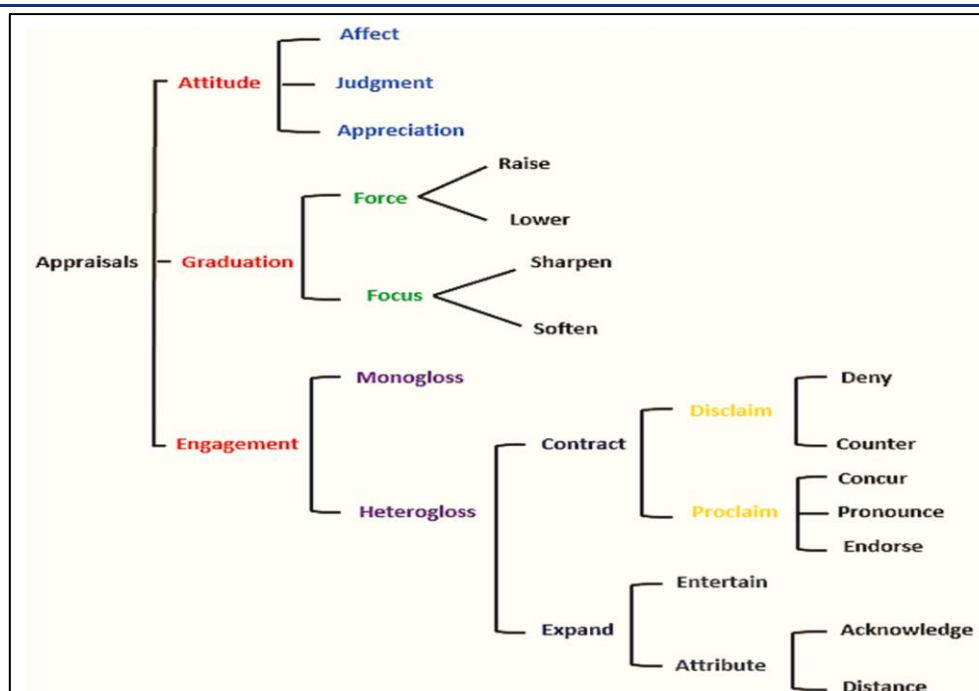 Affect
Attitude
Judgment
Appreciation
Raise
Force
Lower
Appraisals
Graduation
Sharpen
Focus
Soften
Monogloss
Deny
Disclaim
Engagement
Contract
Counter
Concur
Heterogloss
Proclaim
Pronounce
Endorse
Entertain
Expand
Acknowledge
Attribute
Distance